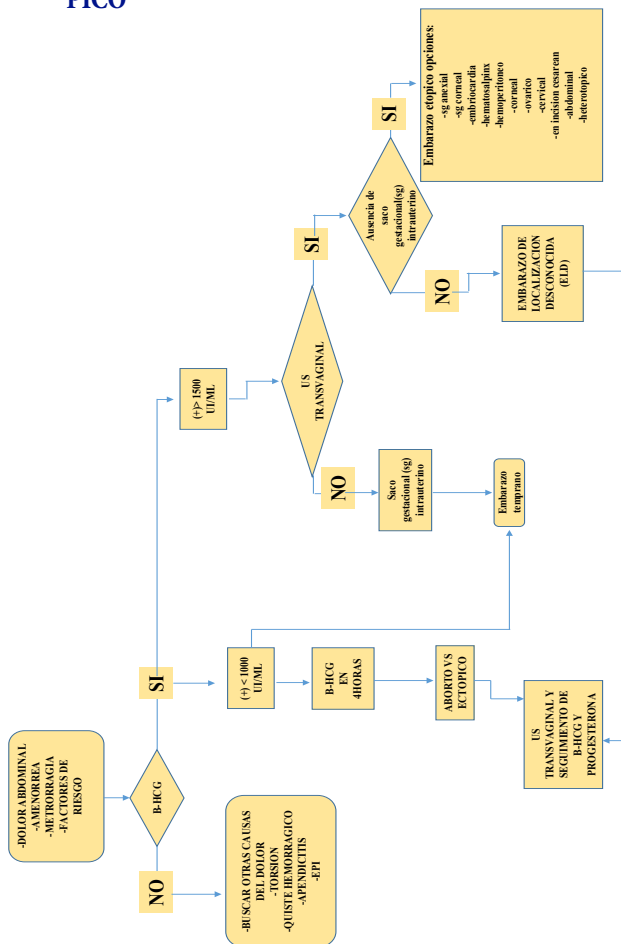 PICO
-DOLOR ABDOMINAL
-AMENORREA
-METRORRAGIA
-FACTORES DE
RIESGO
B-HCG
NO
-BUSCAR OTRAS CAUSAS
DEL DOLOR
-TORSION
-QUISTE HEMORRAGICO
-APENDICITIS
-EPI
SI
(+) < 1000
UI/ML
B-HCG
EN
4HORAS
ABORTO VS
ECTOPICO
US
TRANSVAGINAL Y
SEGUIMIENTO DE
B-HCG Y
PROGESTERONA
(+)> 1500
UI/ML
US
TRANSVAGINAL
NO
Saco
gestacional (sg)
intrauterino
Embarazo
temprano
SI
Ausencia de
saco
gestacional(sg)
intrauterino
NO
EMBARAZO DE
LOCALIZACION
DESCONOCIDA
(ELD)
SI
Embarazo etopico opciones:
-sg anexial
-sg corneal
-embriocardia
-hematosalpinx
-hemoperitoneo
-corneal
-ovarico
-cervical
-en incision cesarean
-abdominal
-heterotopico